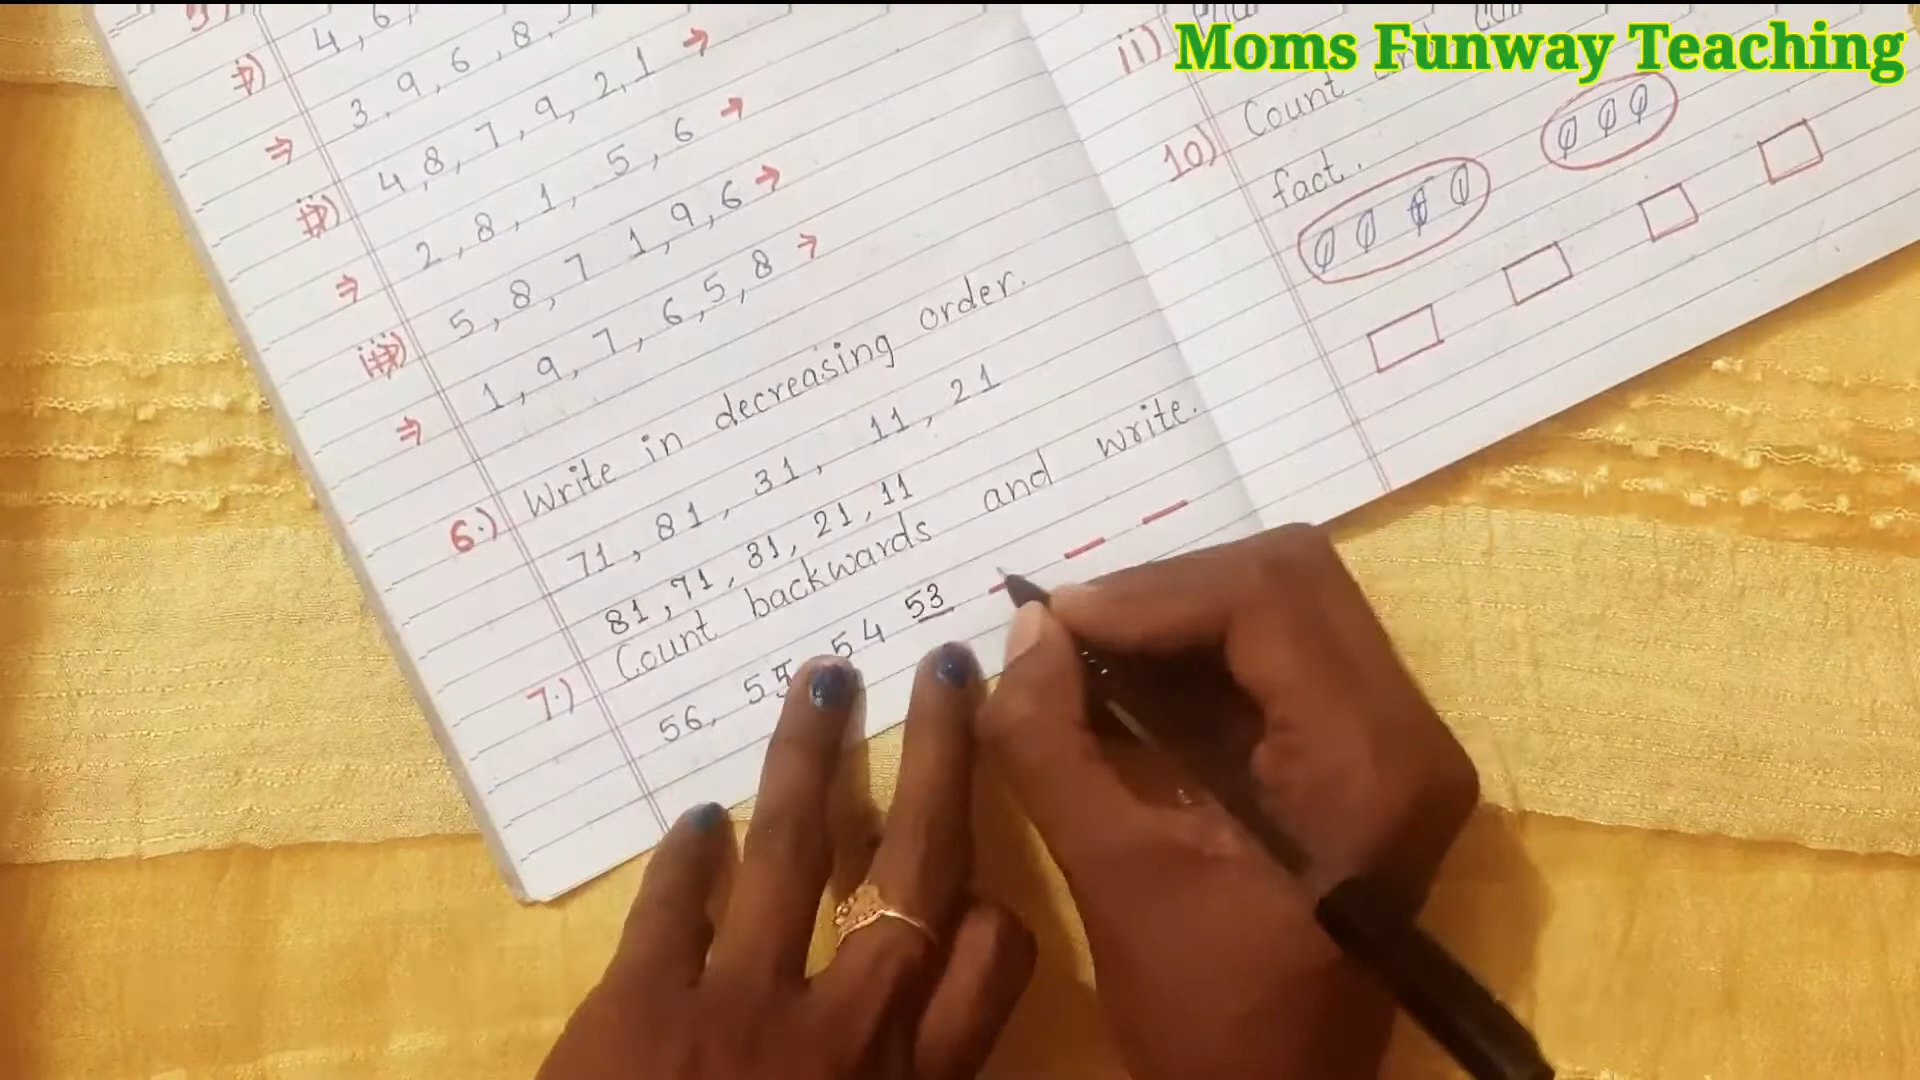 Moms Funway Teaching
4, 6,
i)
3, 9, 6, 8,
⇒ 4, 8, 7, 9, 2, 1 →
ii) 2, 8, 1, 5, 6 →
⇒ 5, 8, 7 1, 9, 6 →
iii) 1, 9, 7, 6, 5, 8 →
⇒
6.) Write in decreasing order.
71, 81, 31, 11, 21
81, 71, 31, 21, 11
7.) Count backwards and write.
56, 55, 54 53
ii)
10) Count
fact.